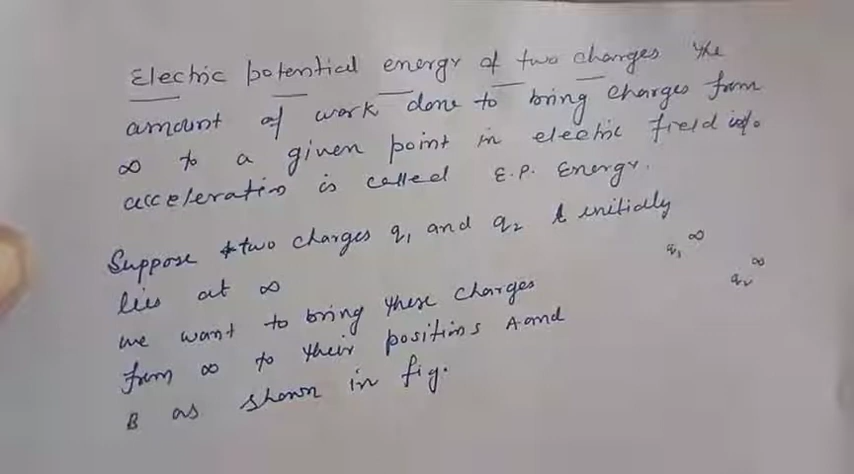 Electric potential energy of two charges The
amount of work done to bring charges from
∞ to a given point in electric field w/o
acceleration is called E.P. Energy.
Suppose two charges q₁ and q₂ initially
lies at ∞
q₁ ∞
q₂ ∞
we want to bring these charges
from ∞ to their positions A and
B as shown in fig.